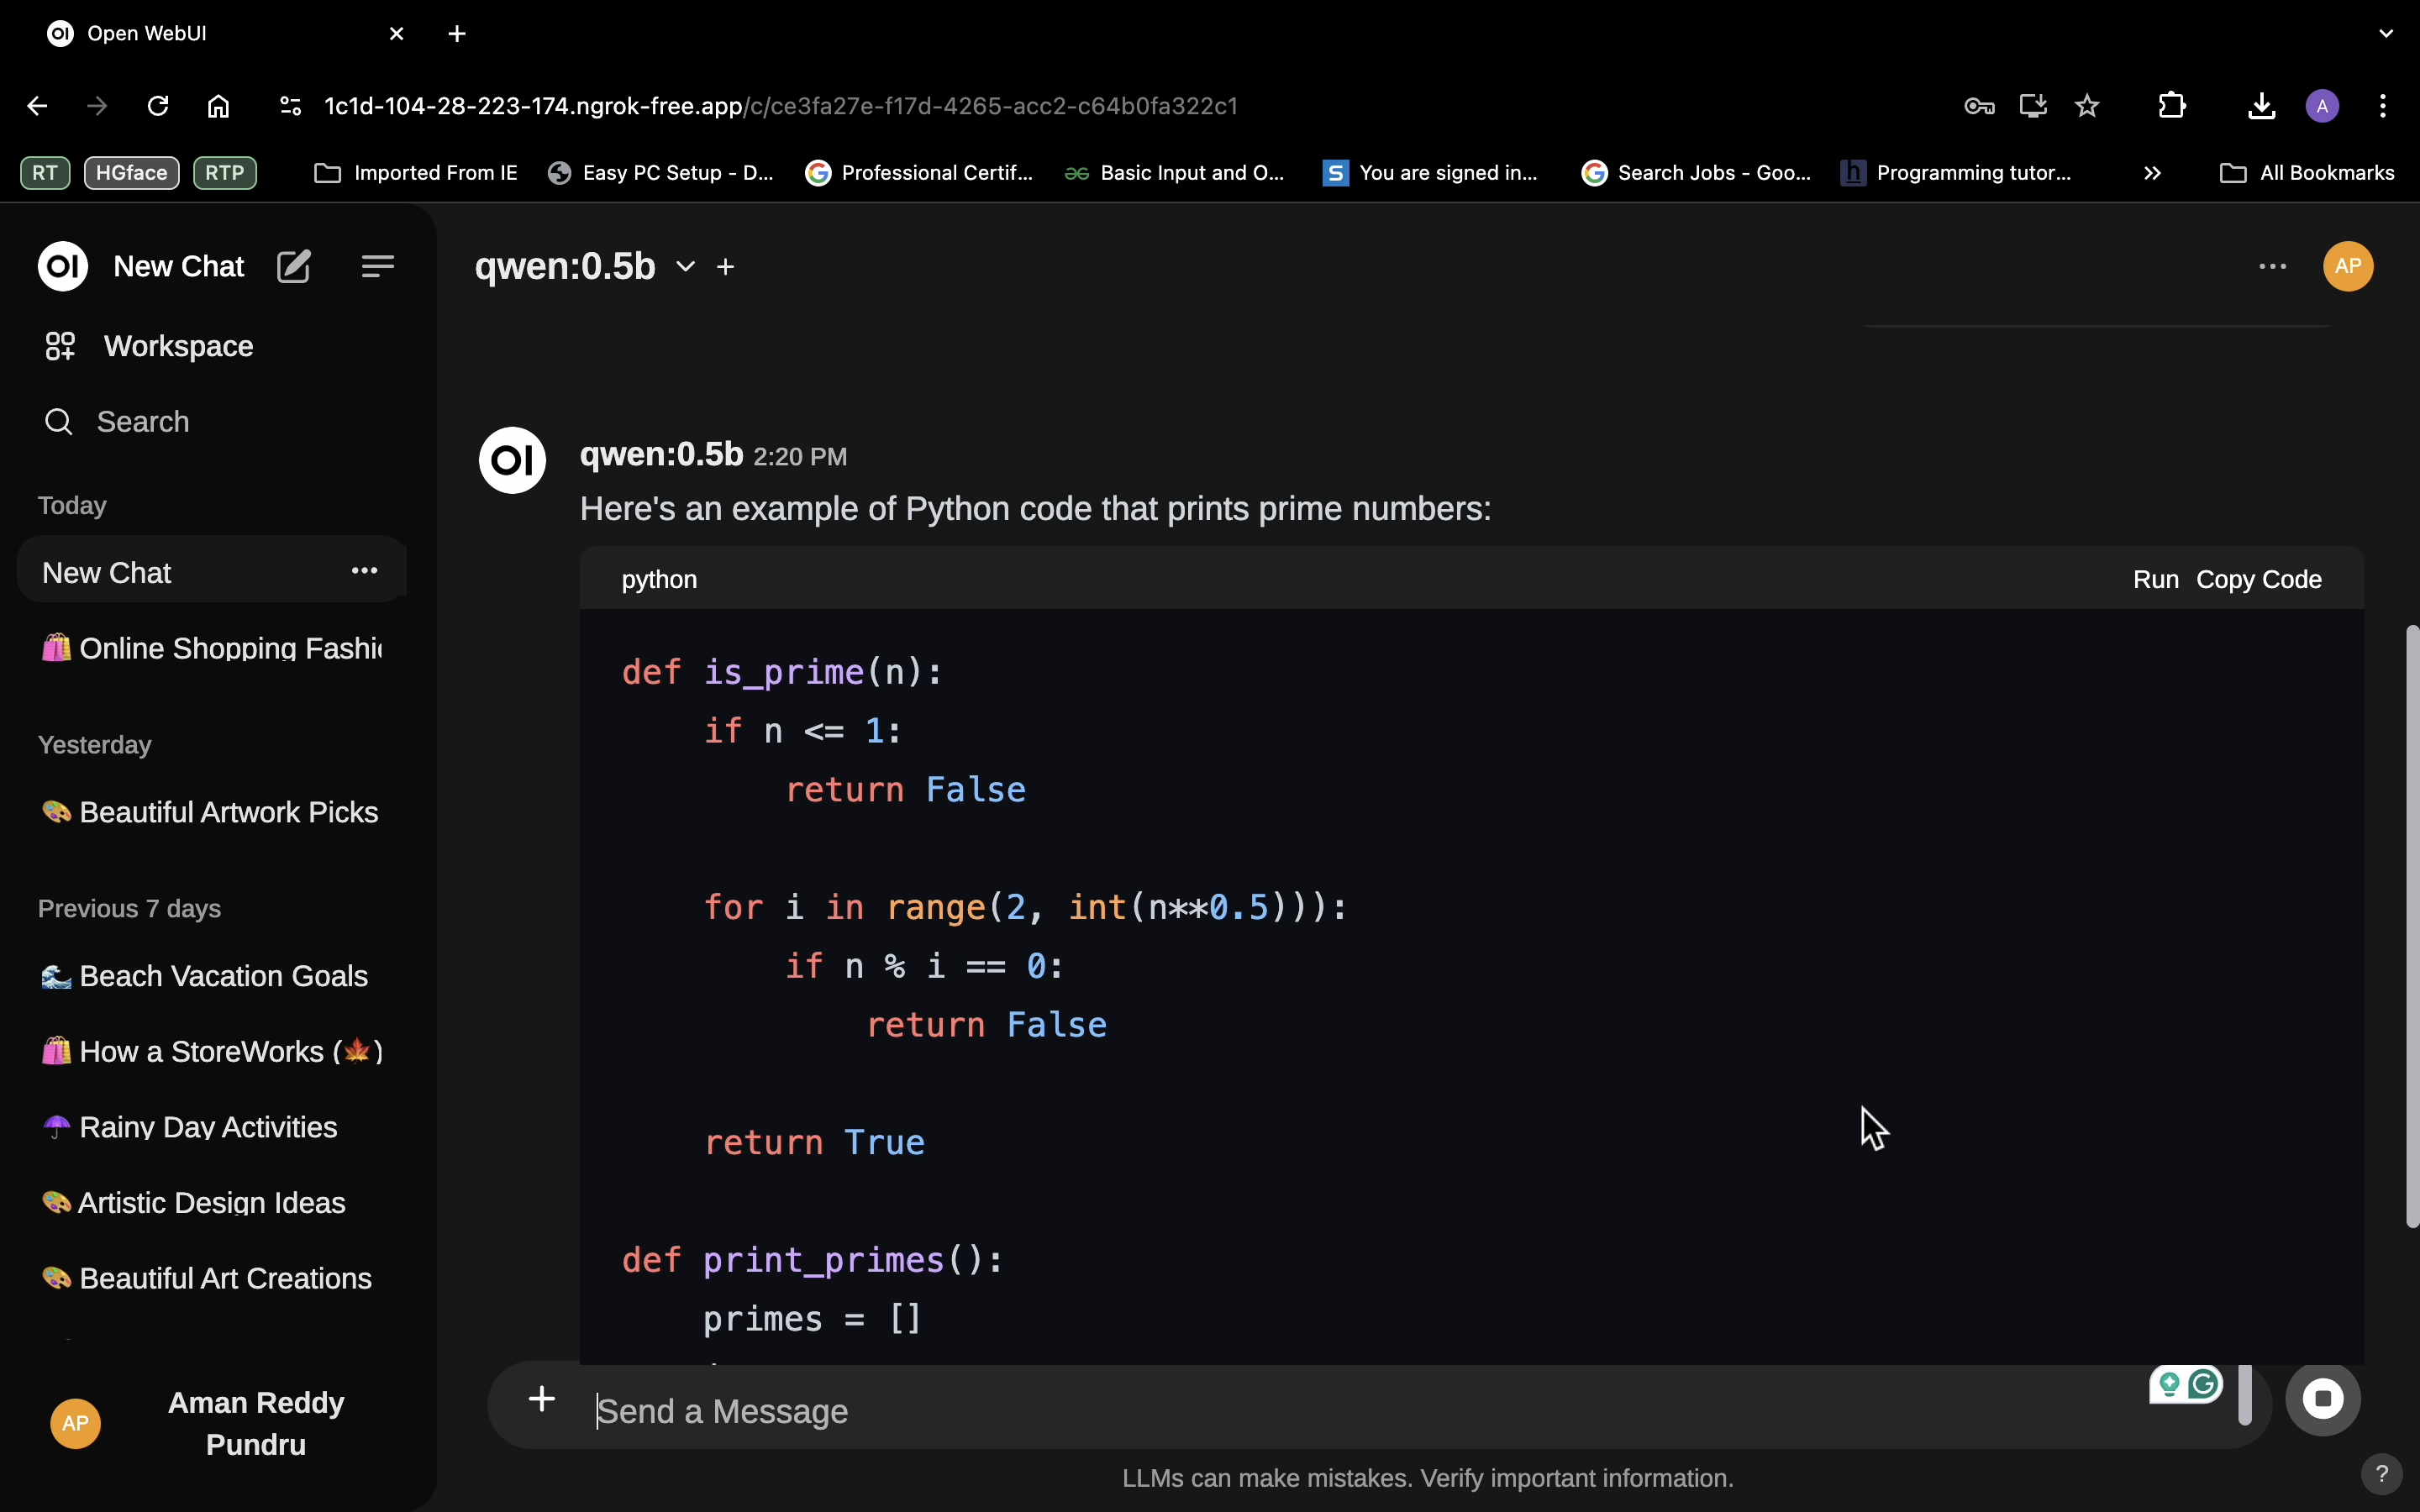 Open WebUI
1c1d-104-28-223-174.ngrok-free.app/c/ce3fa27e-f17d-4265-acc2-c64b0fa322c1
A
RT
HGface
RTP
Imported From IE
Easy PC Setup - D...
Professional Certif...
Basic Input and O...
S
You are signed in...
Search Jobs - Goo...
h
Programming tutor...
All Bookmarks
OI
New Chat
Workspace
Search
Today
New Chat
Online Shopping Fashi
Yesterday
Beautiful Artwork Picks
Previous 7 days
Beach Vacation Goals
How a StoreWorks (🍁)
Rainy Day Activities
Artistic Design Ideas
Beautiful Art Creations
AP
Aman Reddy
Pundru
qwen:0.5b
AP
OI
qwen:0.5b 2:20 PM
Here's an example of Python code that prints prime numbers:
python
Run Copy Code
def is_prime(n):
if n <= 1:
return False
for i in range(2, int(n**0.5))):
if n % i == 0:
return False
return True
def print_primes():
primes = []
Send a Message
LLMs can make mistakes. Verify important information.
?